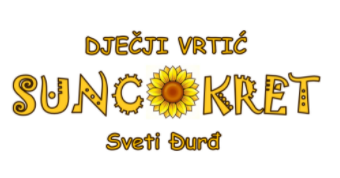 DJEČJI VRTIĆ
SUNCOKRET
Sveti Đurđ